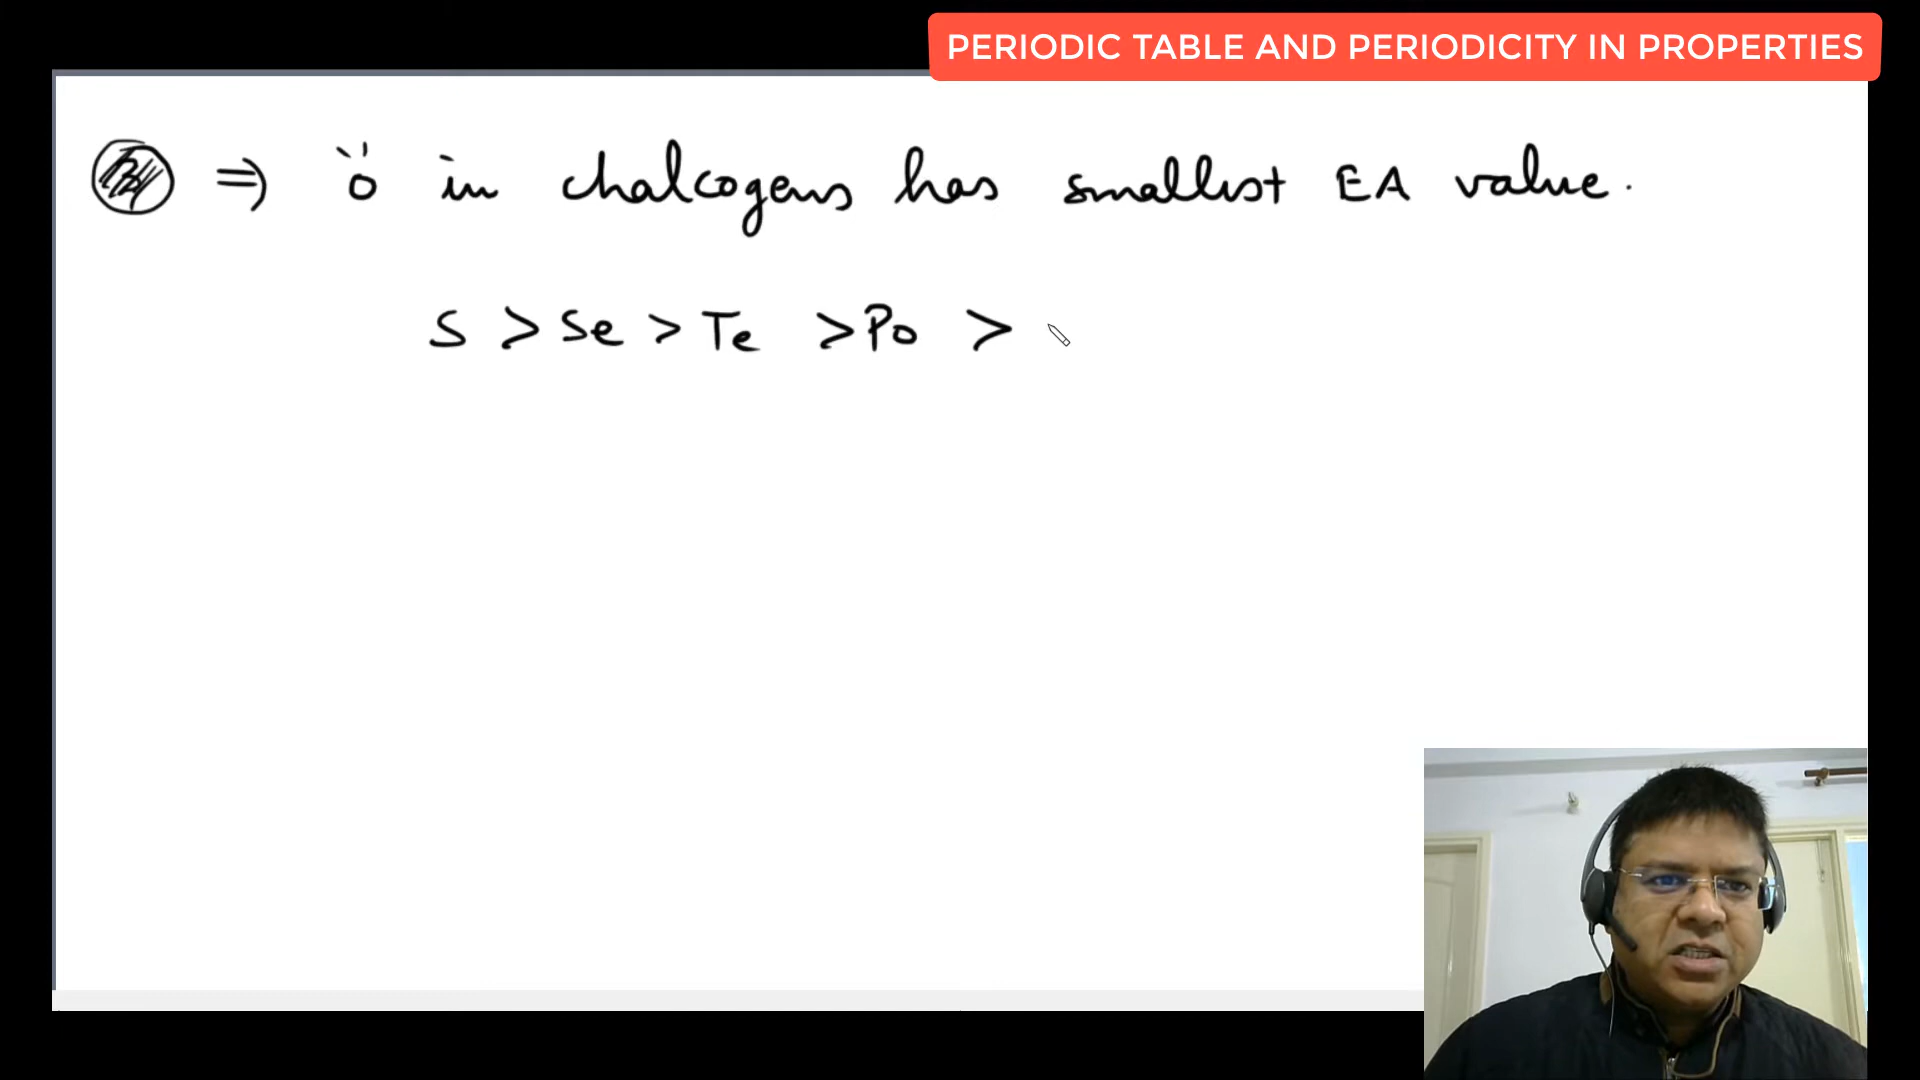 PERIODIC TABLE AND PERIODICITY IN PROPERTIES
⇒ Ö in chalcogens has smallest EA value.
S > Se > Te > Po >